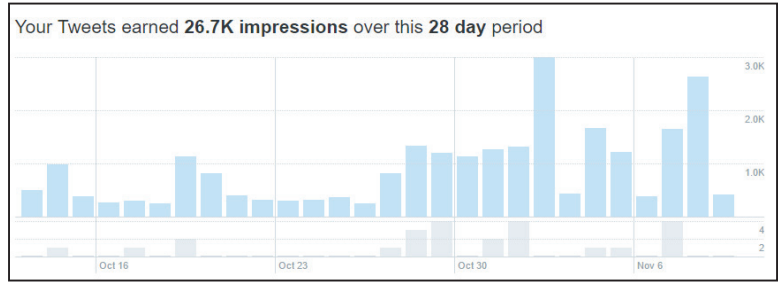 Your Tweets earned 26.7K impressions over this 28 day period
3.0K
2.0K
1.0K
4
2
Oct 16 Oct 23 Oct 30 Nov 6